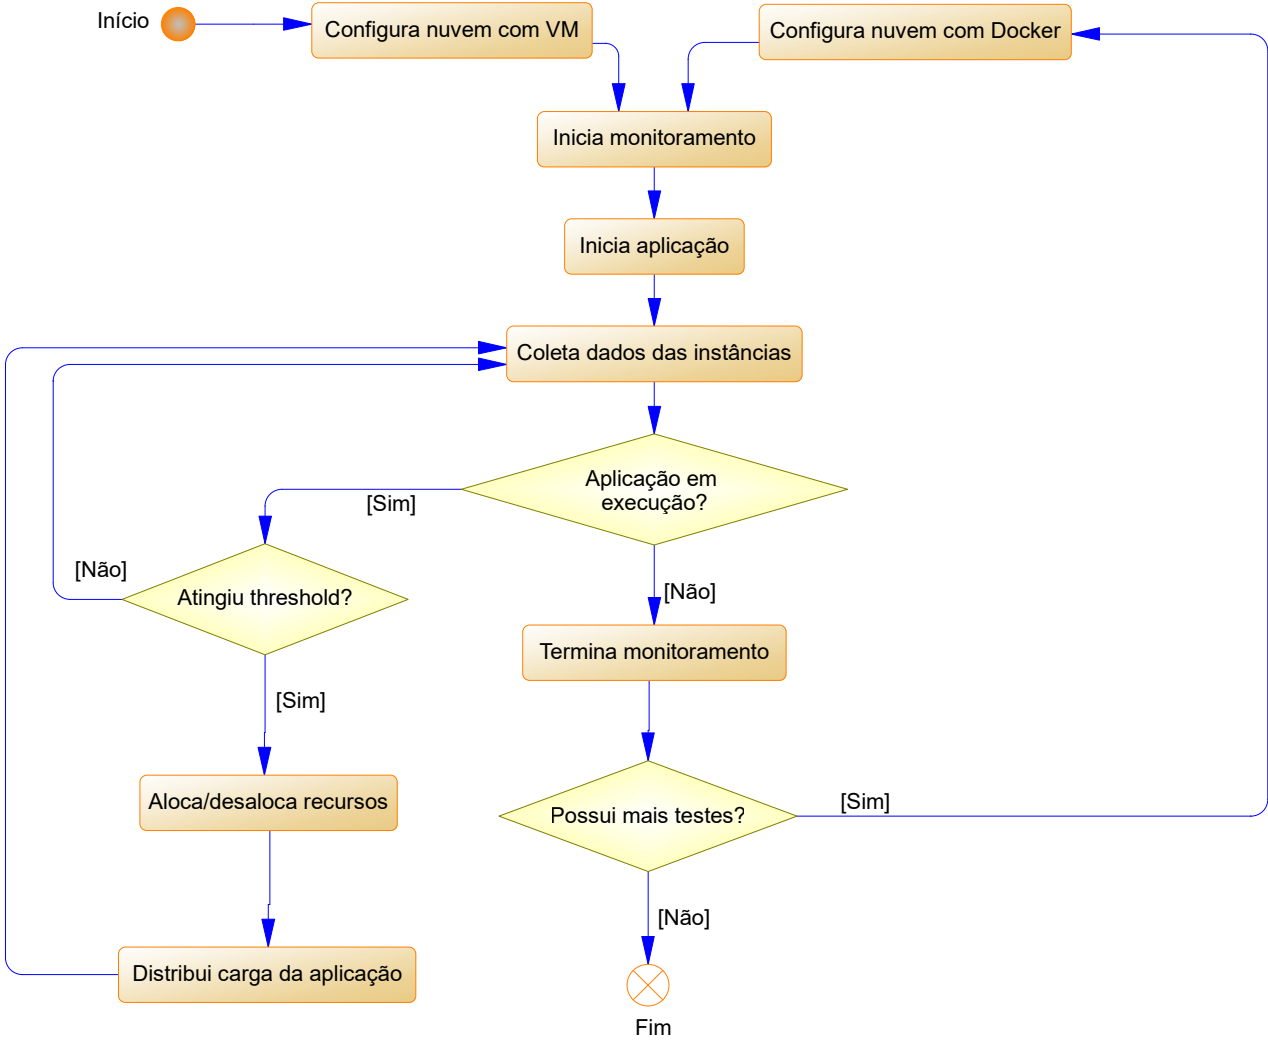 Início
Configura nuvem com VM
Configura nuvem com Docker
Inicia monitoramento
Inicia aplicação
Coleta dados das instâncias
Aplicação em
execução?
[Sim]
[Não]
Atingiu threshold?
[Não]
Termina monitoramento
[Sim]
Aloca/desaloca recursos
Possui mais testes?
[Sim]
[Não]
Distribui carga da aplicação
Fim